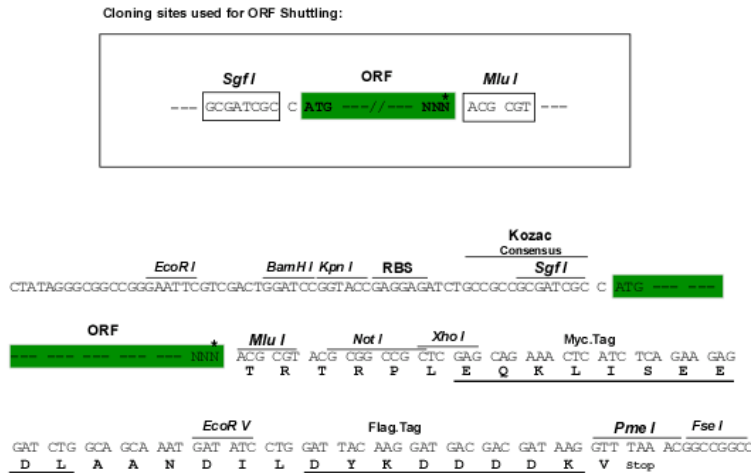 Cloning sites used for ORF Shuttling:
Sgf I ORF Mlu I
--- GCGATCGC C ATG ---//--- NNN* ACG CGT ---
Kozac
Consensus
EcoR I BamH I Kpn I RBS Sgf I
CTATAGGGCGGCCGGGAATTCGTCGACTGGATCCGGTACCGAGGAGATCTGCCGCCGCGATCGC C ATG --- ---
ORF Mlu I Not I Xho I Myc.Tag
--- --- --- --- --- NNN* ACG CGT ACG CGG CCG CTC GAG CAG AAA CTC ATC TCA GAA GAG
T R T R P L E Q K L I S E E
EcoR V Flag.Tag Pme I Fse I
GAT CTG GCA GCA AAT GAT ATC CTG GAT TAC AAG GAT GAC GAC GAT AAG GTT TAA ACGGCCGGCC
D L A A N D I L D Y K D D D D K V Stop